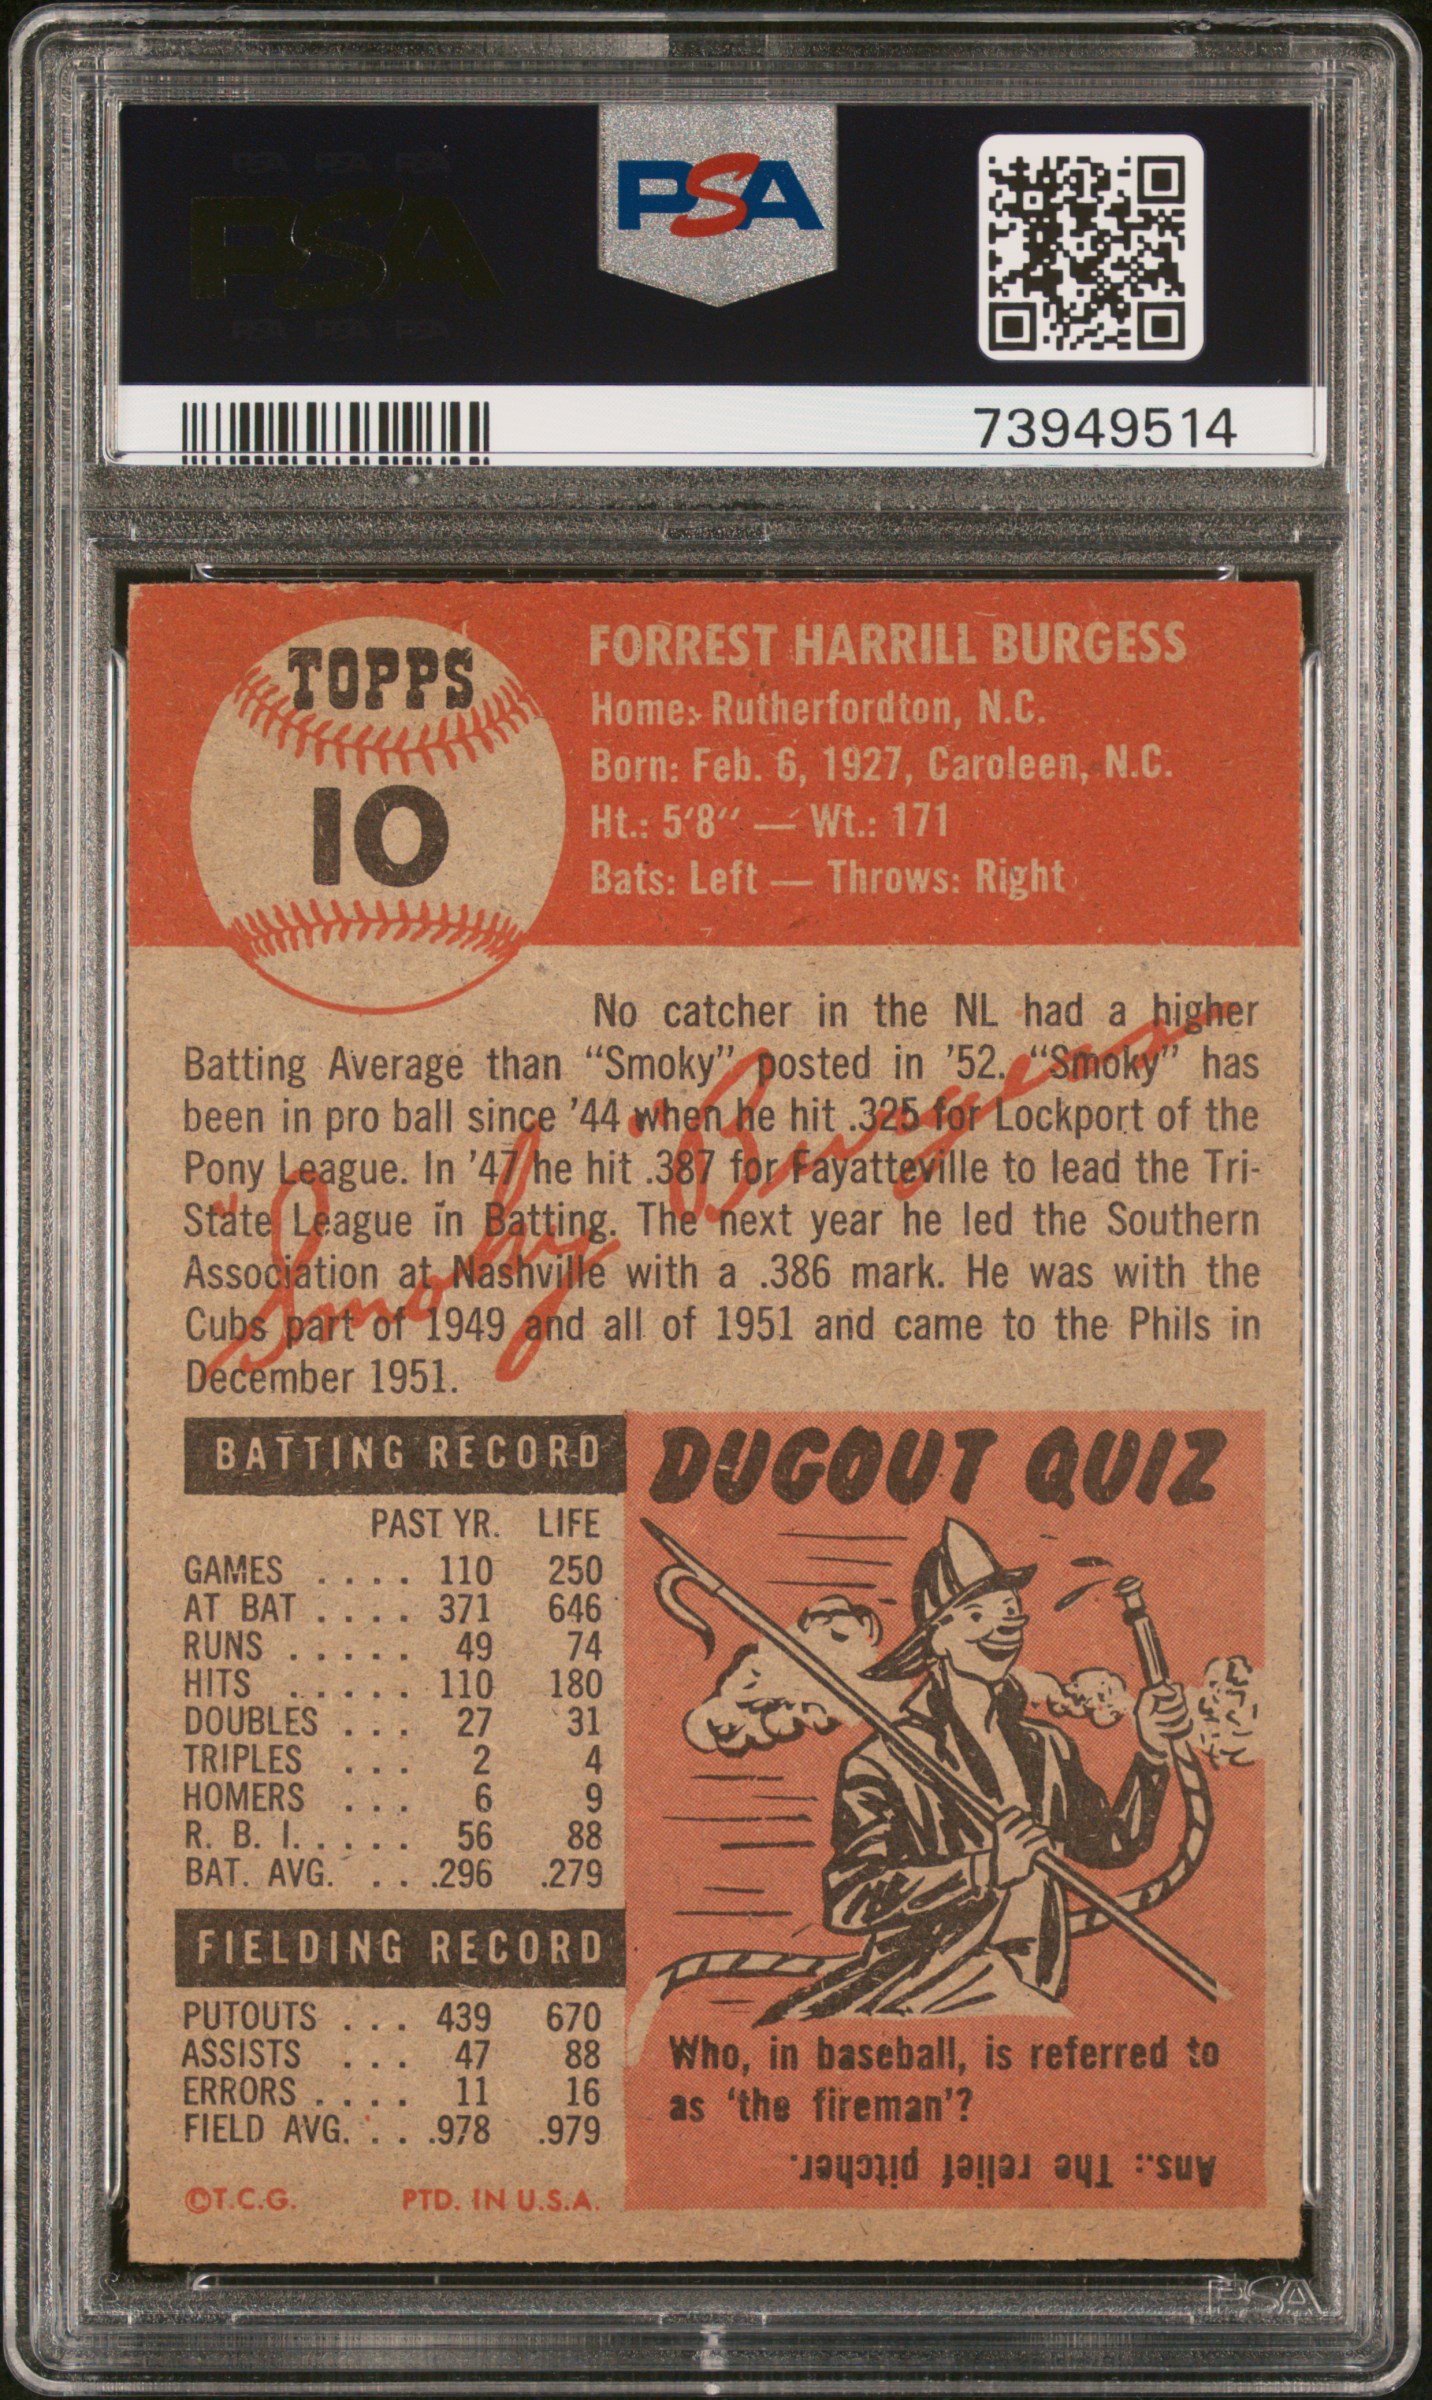 PSA PSA PSA
PSA
PSA
PSA PSA PSA
73949514
TOPPS
10
FORREST HARRILL BURGESS
Home: Rutherfordton, N.C.
Born: Feb. 6, 1927, Caroleen, N.C.
Ht.: 5'8" — Wt.: 171
Bats: Left — Throws: Right
No catcher in the NL had a higher
Batting Average than "Smoky" posted in '52. "Smoky" has
been in pro ball since '44 when he hit .325 for Lockport of the
Pony League. In '47 he hit .387 for Fayatteville to lead the Tri-
State League in Batting. The next year he led the Southern
Association at Nashville with a .386 mark. He was with the
Cubs part of 1949 and all of 1951 and came to the Phils in
December 1951.
"Smoky" Burgess
BATTING RECORD
PAST YR. LIFE
GAMES . . . . 110 250
AT BAT . . . . 371 646
RUNS . . . . . 49 74
HITS . . . . . 110 180
DOUBLES . . . 27 31
TRIPLES . . . 2 4
HOMERS . . . 6 9
R. B. I. . . . . 56 88
BAT. AVG. . . . .296 .279
FIELDING RECORD
PUTOUTS . . . 439 670
ASSISTS . . . 47 88
ERRORS . . . . 11 16
FIELD AVG. . . . .978 .979
©T.C.G. PTD. IN U.S.A.
DUGOUT QUIZ
Who, in baseball, is referred to
as 'the fireman'?
Ans.: The relief pitcher.
PSA